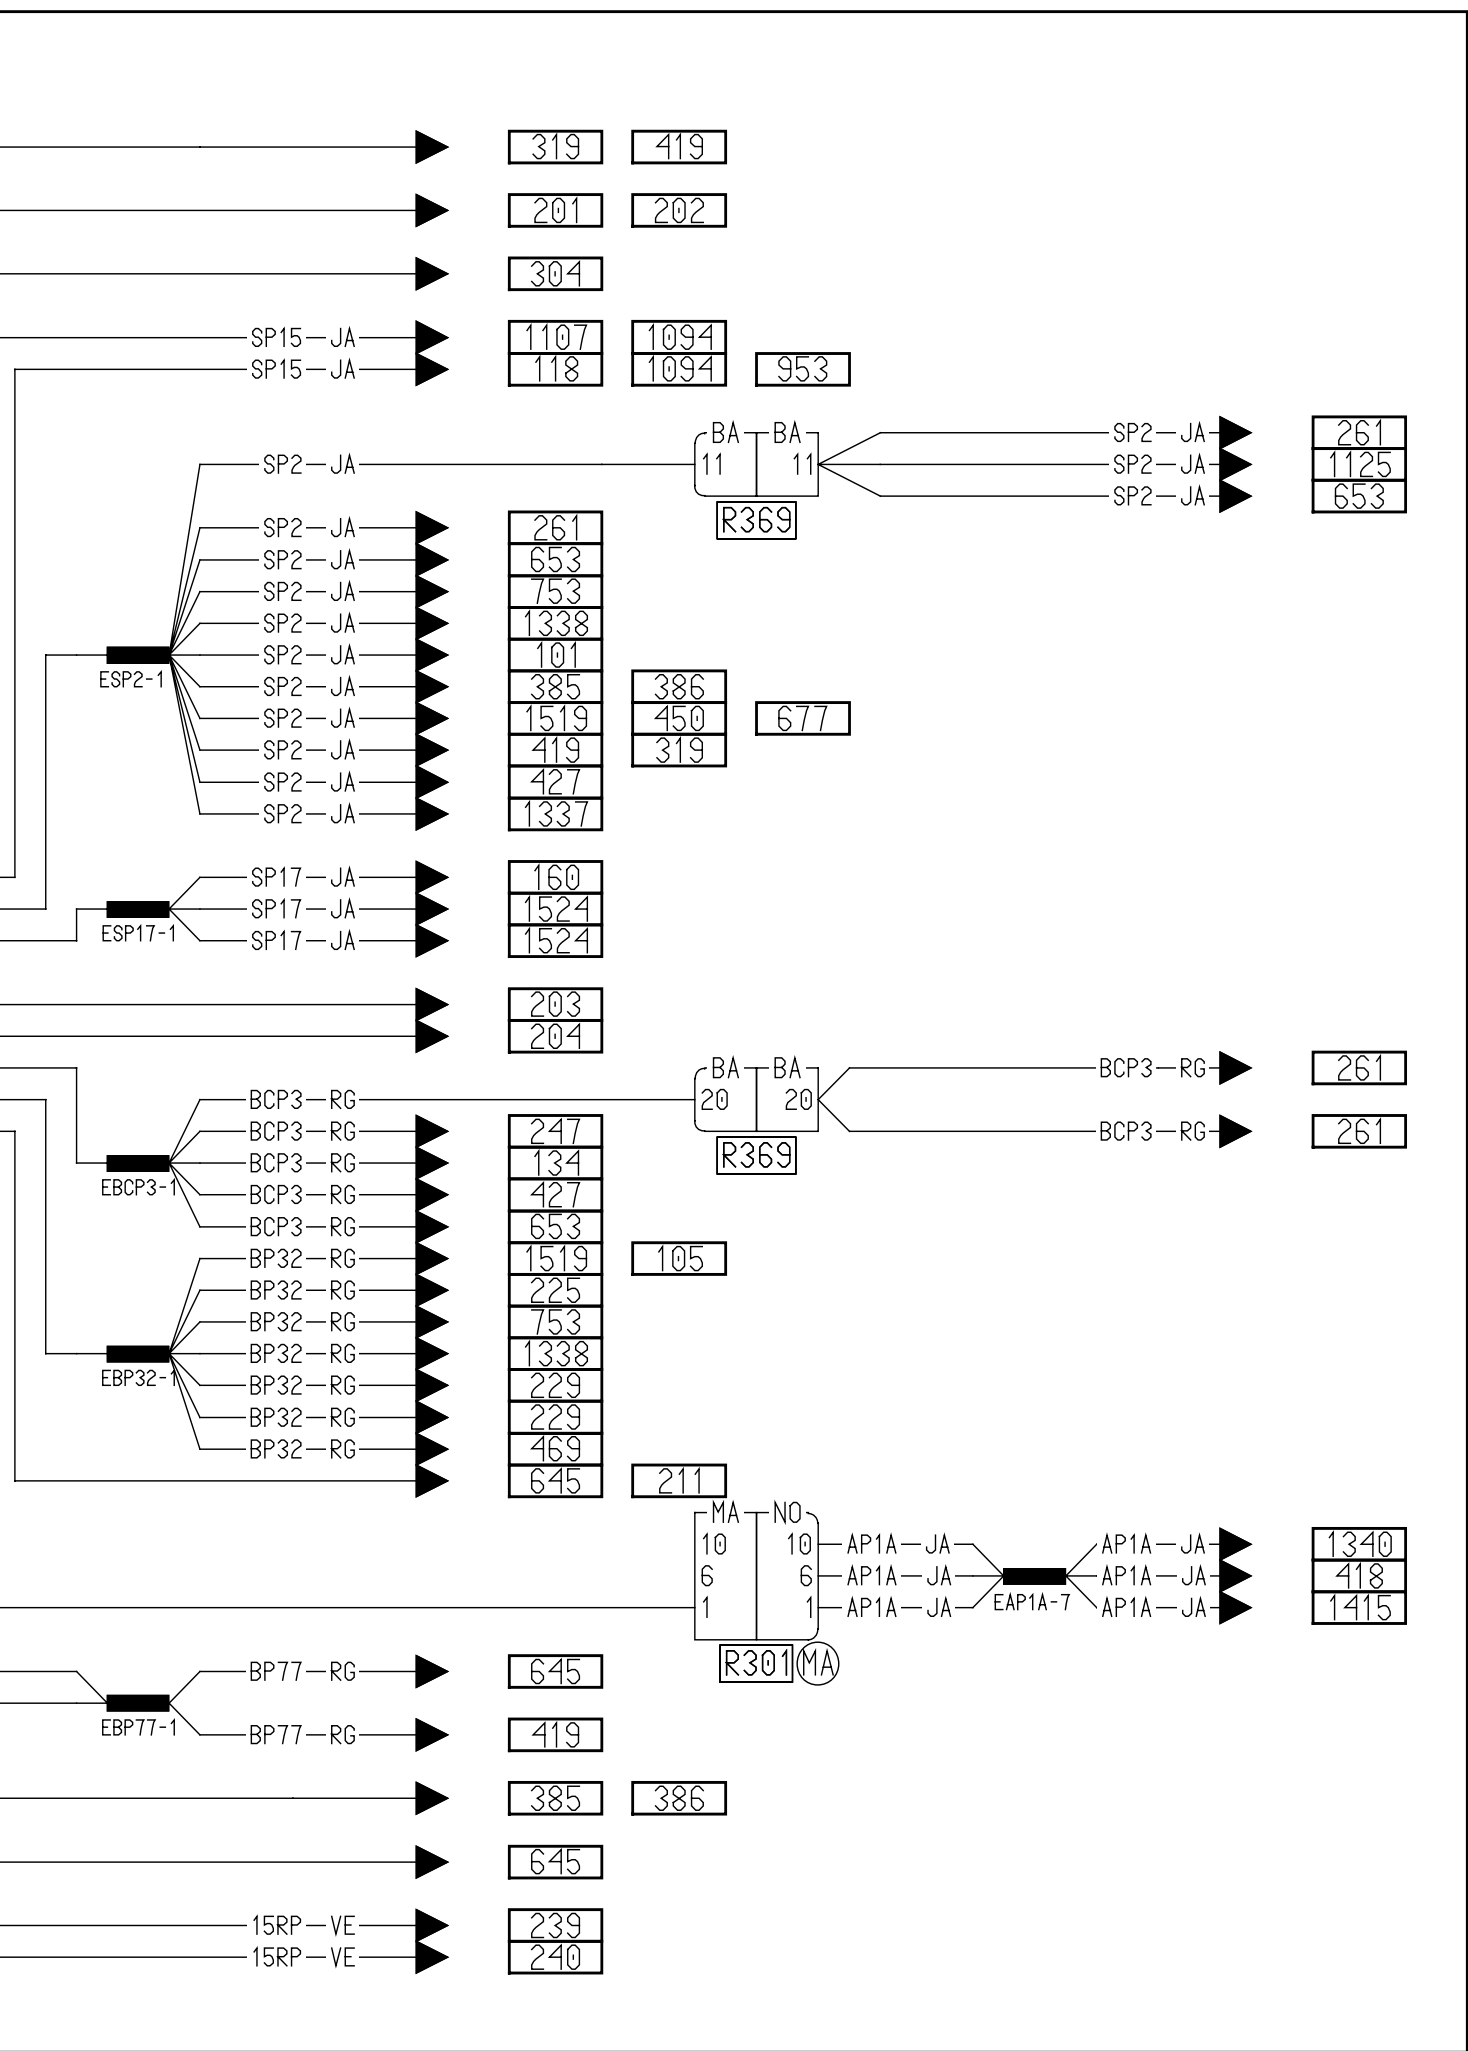 319 419
201 202
304
SP15 JA 1107 1094
SP15 JA 118 1094 953
BA BA SP2 JA 261
SP2 JA 11 11 SP2 JA 1125
SP2 JA 653
R369
SP2 JA 261
SP2 JA 653
SP2 JA 753
SP2 JA 1338
SP2 JA 101
ESP2-1
SP2 JA 385 386
SP2 JA 1519 450 677
SP2 JA 419 319
SP2 JA 427
SP2 JA 1337
SP17 JA 160
SP17 JA 1524
ESP17-1
SP17 JA 1524
203
204
BA BA BCP3 RG 261
BCP3 RG 20 20
BCP3 RG 247 BCP3 RG 261
R369
BCP3 RG 134
EBCP3-1
BCP3 RG 427
BCP3 RG 653
BP32 RG 1519 105
BP32 RG 225
BP32 RG 753
BP32 RG 1338
EBP32-1
BP32 RG 229
BP32 RG 229
BP32 RG 469
645 211
MA NO
10 10 AP1A JA AP1A JA 1340
6 6 AP1A JA AP1A JA 418
EAP1A-7
1 1 AP1A JA AP1A JA 1415
R301 MA
BP77 RG 645
EBP77-1
BP77 RG 419
385 386
645
15RP VE 239
15RP VE 240